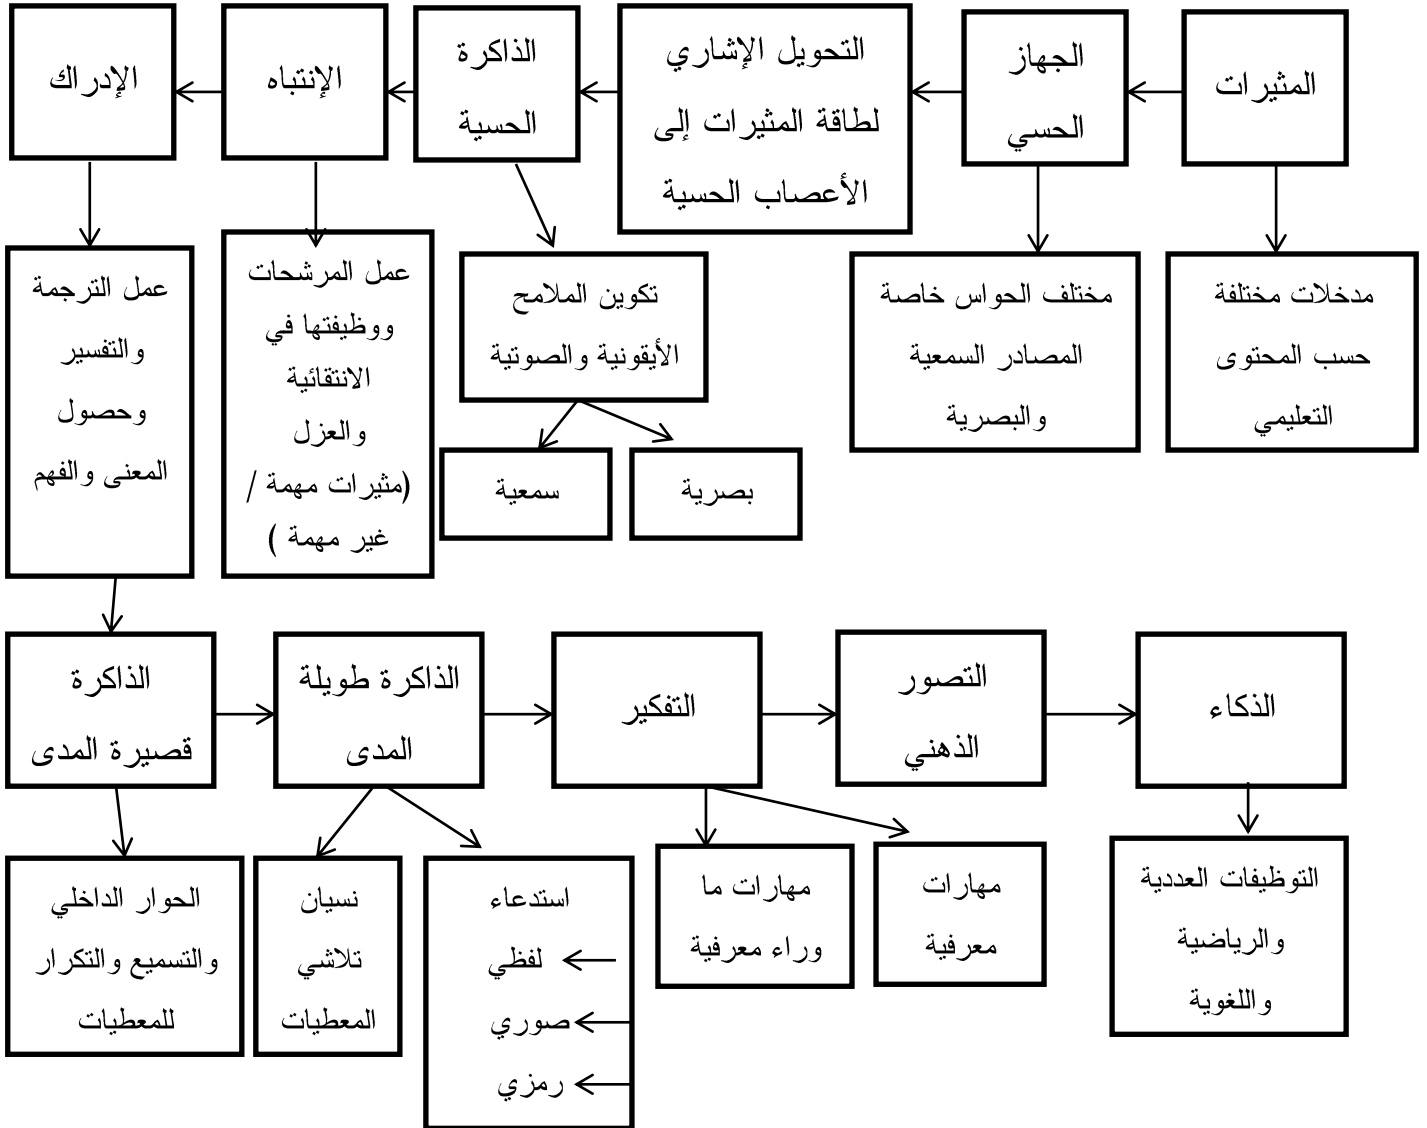 المثيرات
الجهاز
الحسي
التحويل الإشاري
لطاقة المثيرات إلى
الأعصاب الحسية
الذاكرة
الحسية
الإنتباه
الإدراك
مدخلات مختلفة
حسب المحتوى
التعليمي
مختلف الحواس خاصة
المصادر السمعية
والبصرية
تكوين الملامح
الأيقونية والصوتية
بصرية
سمعية
عمل المرشحات
ووظيفتها في
الانتقائية
والعزل
(مثيرات مهمة /
غير مهمة )
عمل الترجمة
والتفسير
وحصول
المعنى والفهم
الذاكرة
قصيرة المدى
الذاكرة طويلة
المدى
التفكير
التصور
الذهني
الذكاء
الحوار الداخلي
والتسميع والتكرار
للمعطيات
نسيان
تلاشي
المعطيات
استدعاء
لفظي
صوري
رمزي
مهارات ما
وراء معرفية
مهارات
معرفية
التوظيفات العددية
والرياضية
واللغوية